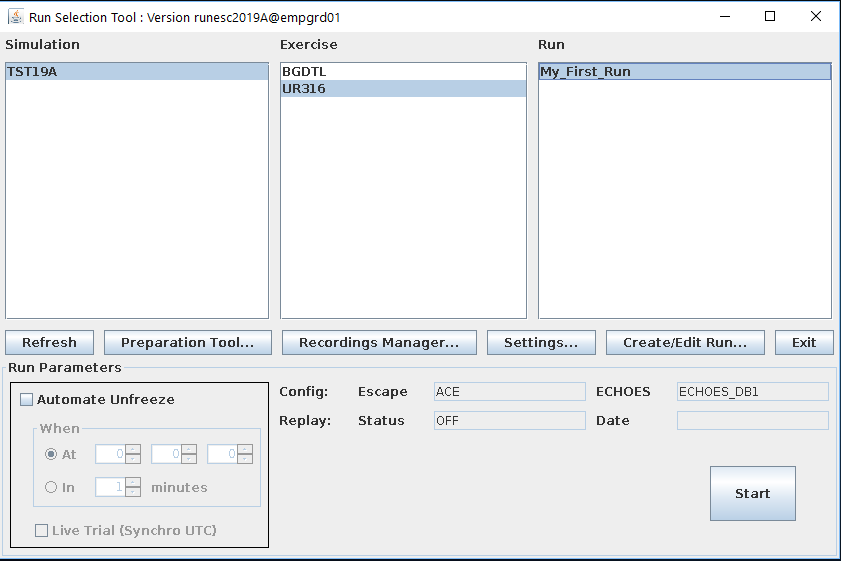 Run Selection Tool : Version runesc2019A@empgrd01
Simulation Exercise Run
TST19A BGDTL My_First_Run
UR316
Refresh Preparation Tool... Recordings Manager... Settings... Create/Edit Run... Exit
Run Parameters
Automate Unfreeze
When
At 0 0 0
In 1 minutes
Live Trial (Synchro UTC)
Config: Escape ACE ECHOES ECHOES_DB1
Replay: Status OFF Date
Start